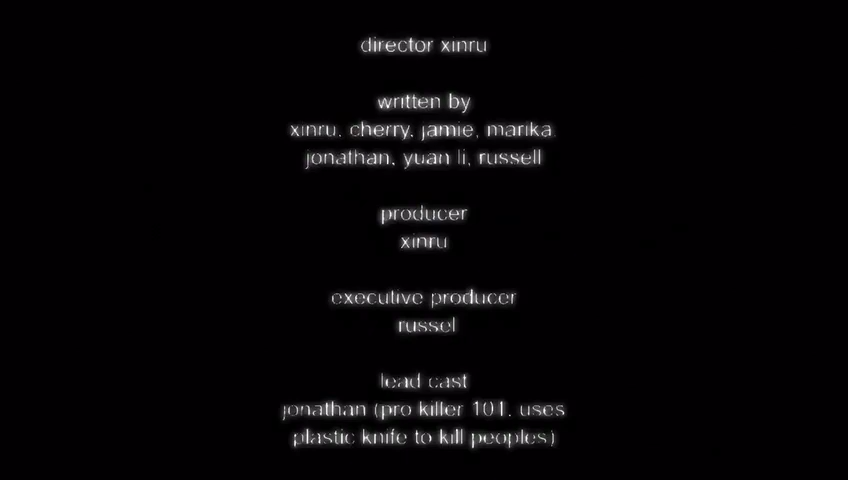 director xinru
written by
xinru, cherry, jamie, marika
jonathan, yuan li, russell
producer
xinru
executive producer
russel
lead cast
jonathan (pro killer 101. uses
plastic knife to kill peoples)